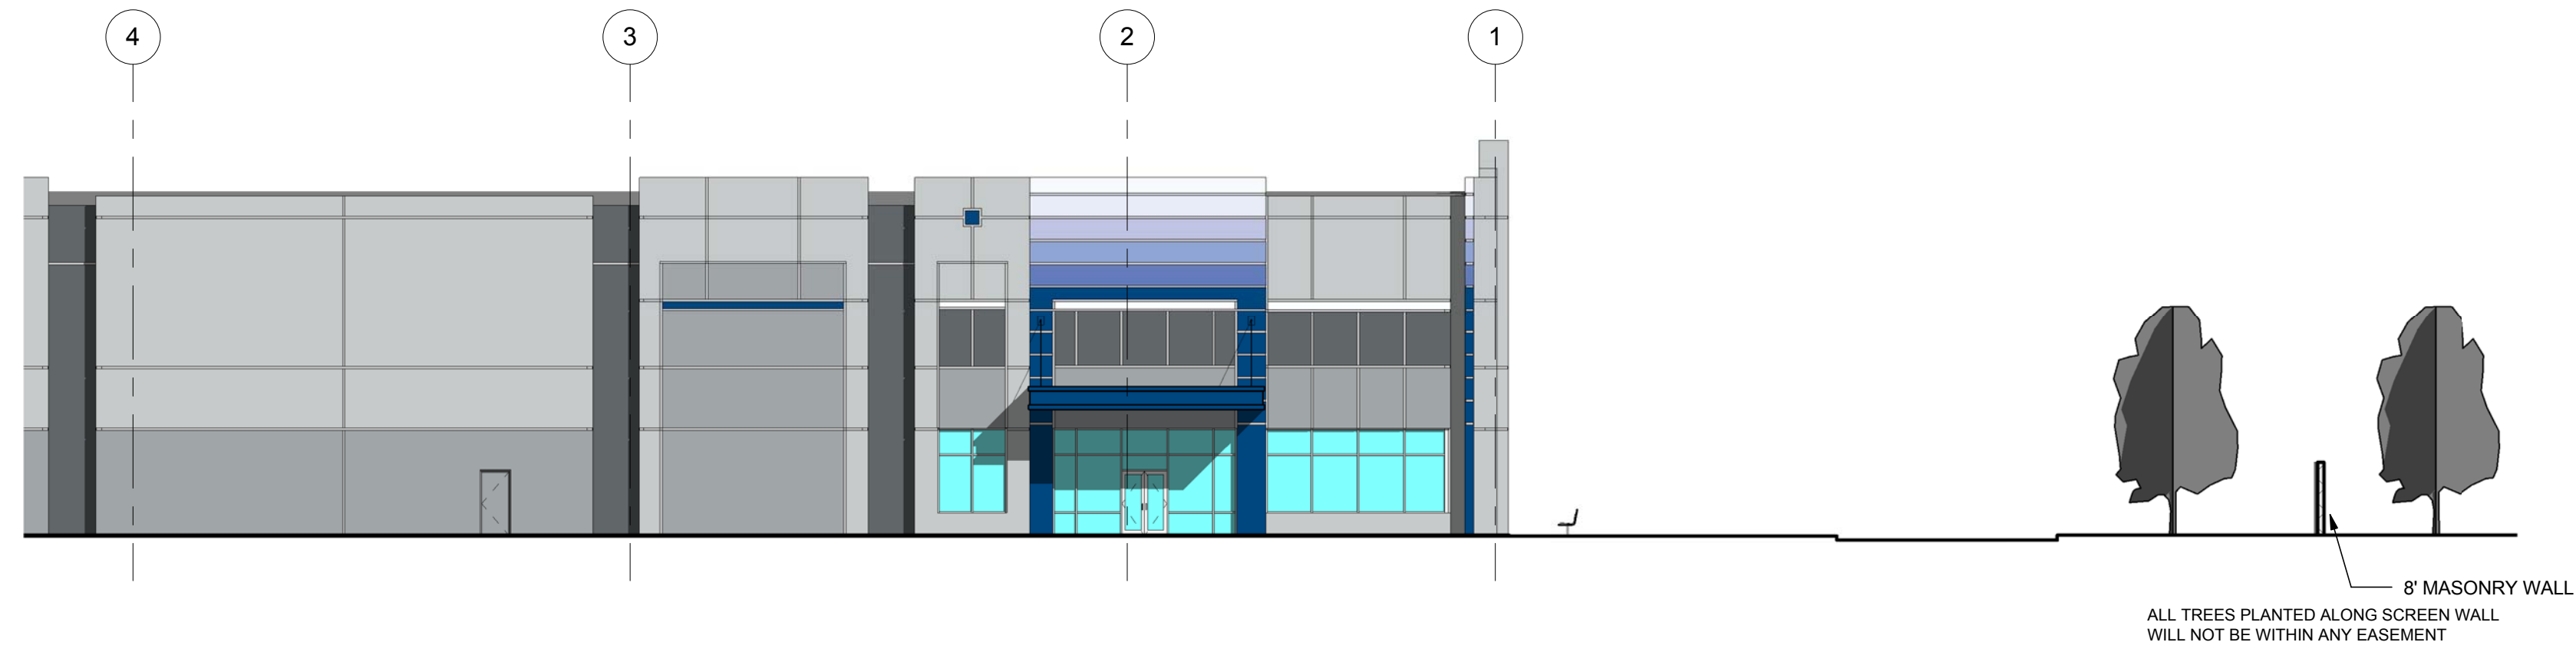 4
3
2
1
8' MASONRY WALL
ALL TREES PLANTED ALONG SCREEN WALL
WILL NOT BE WITHIN ANY EASEMENT